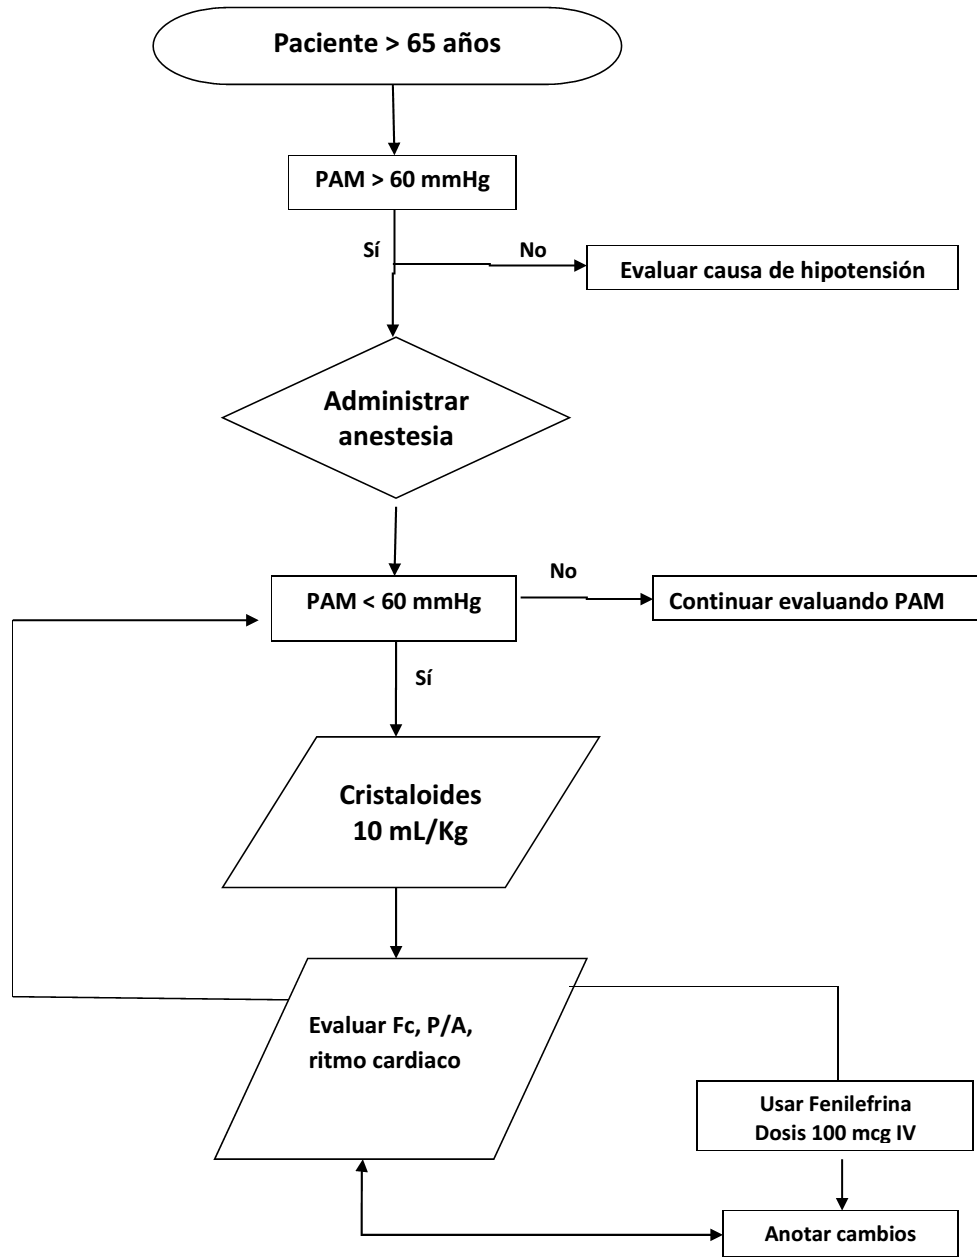 Paciente > 65 años
PAM > 60 mmHg
Sí
No
Evaluar causa de hipotensión
Administrar
anestesia
PAM < 60 mmHg
No
Continuar evaluando PAM
Sí
Cristaloides
10 mL/Kg
Evaluar Fc, P/A,
ritmo cardiaco
Usar Fenilefrina
Dosis 100 mcg IV
Anotar cambios